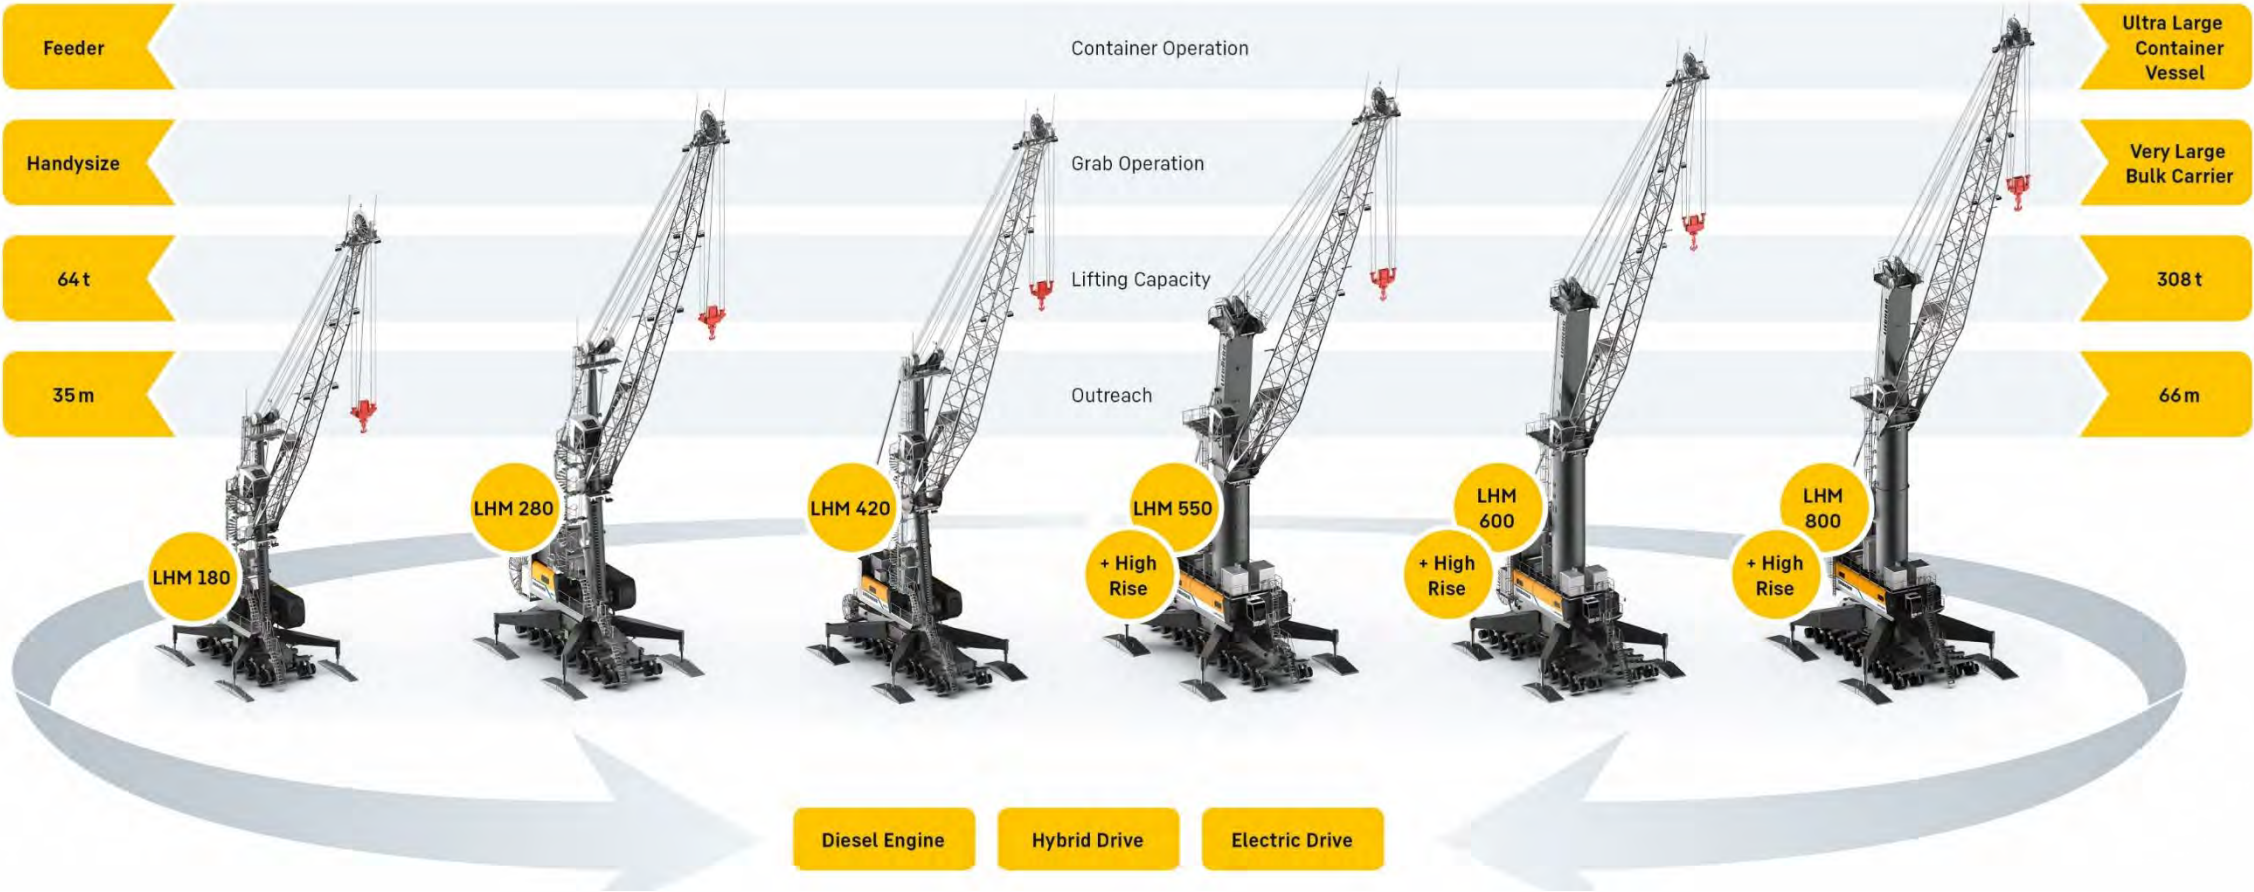 Feeder
Container Operation
Ultra Large
Container
Vessel
Handysize
Grab Operation
Very Large
Bulk Carrier
64 t
Lifting Capacity
308 t
35 m
Outreach
66 m
LHM 180
LHM 280
LHM 420
LHM 550
+ High
Rise
LHM
600
+ High
Rise
LHM
800
+ High
Rise
Diesel Engine
Hybrid Drive
Electric Drive